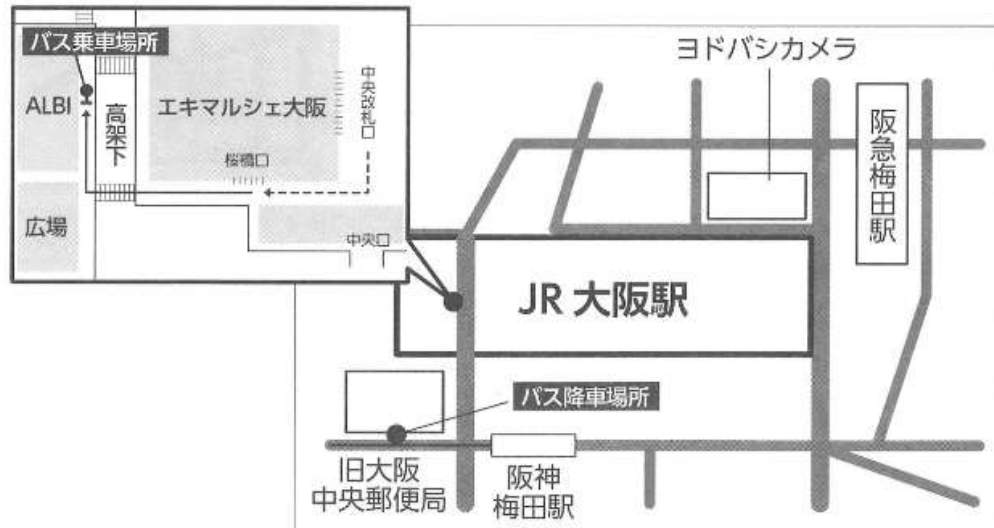 バス乗車場所
ALBI
高架下
エキマルシェ大阪
中央改札口
桜橋口
広場
中央口
ヨドバシカメラ
阪急梅田駅
JR 大阪駅
バス降車場所
旧大阪
中央郵便局
阪神
梅田駅